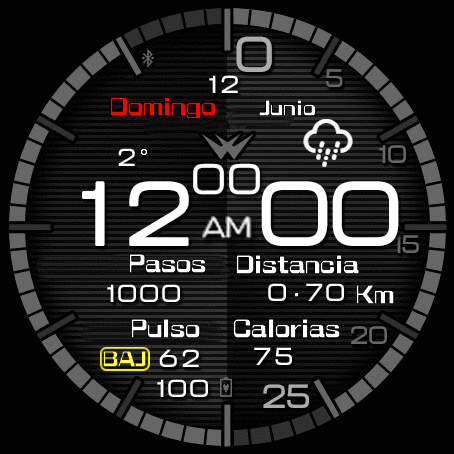 0
12 5
Domingo Junio
10
2°
12 00 AM 00
15
Pasos Distancia
1000 0.70 Km
Pulso Calorias 20
BAJ 62 75
100 25